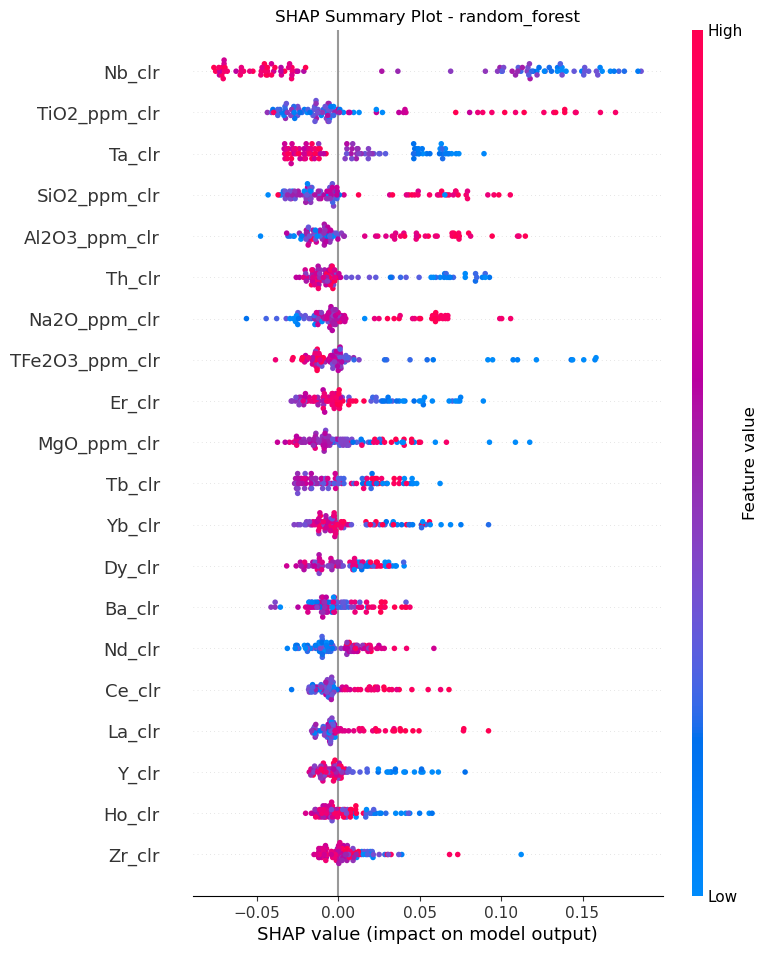 SHAP Summary Plot - random_forest
High
Nb_clr
TiO2_ppm_clr
Ta_clr
SiO2_ppm_clr
Al2O3_ppm_clr
Th_clr
Na2O_ppm_clr
TFe2O3_ppm_clr
Er_clr
MgO_ppm_clr
Tb_clr
Yb_clr
Dy_clr
Ba_clr
Nd_clr
Ce_clr
La_clr
Y_clr
Ho_clr
Zr_clr
Feature value
Low
−0.05 0.00 0.05 0.10 0.15
SHAP value (impact on model output)